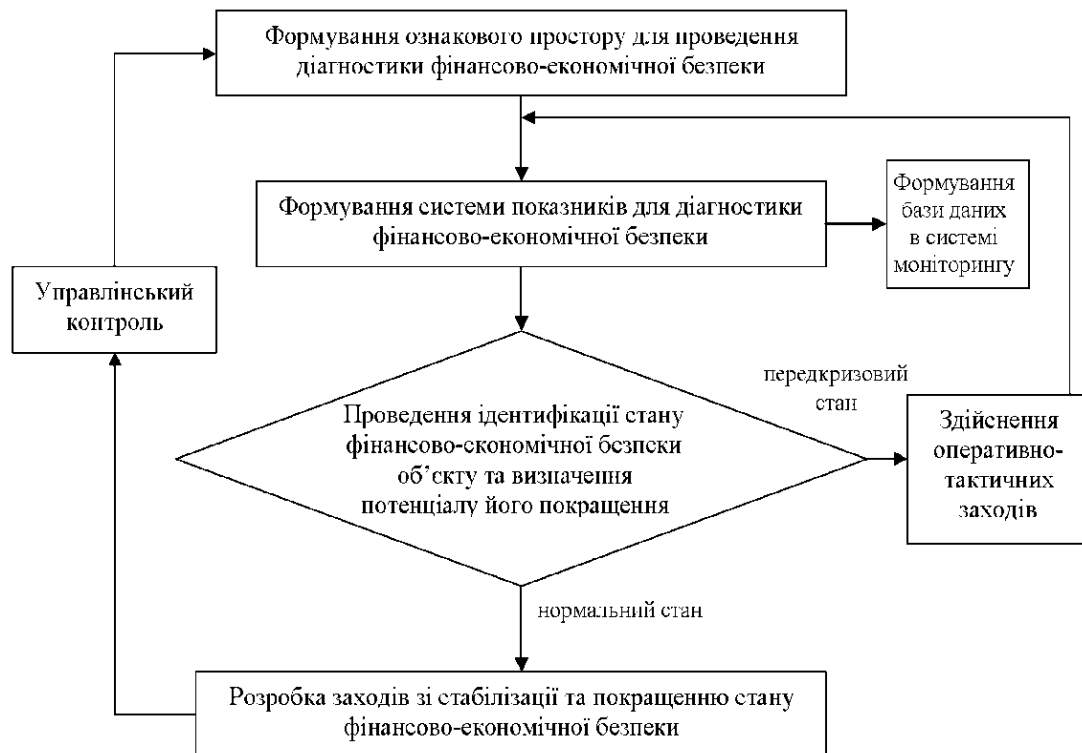 Формування ознакового простору для проведення
діагностики фінансово-економічної безпеки
Формування системи показників для діагностики
фінансово-економічної безпеки
Формування
бази даних
в системі
моніторингу
Управлінський
контроль
передкризовий
стан
Проведення ідентифікації стану
фінансово-економічної безпеки
об’єкту та визначення
потенціалу його покращення
Здійснення
оперативно-
тактичних
заходів
нормальний стан
Розробка заходів зі стабілізації та покращенню стану
фінансово-економічної безпеки